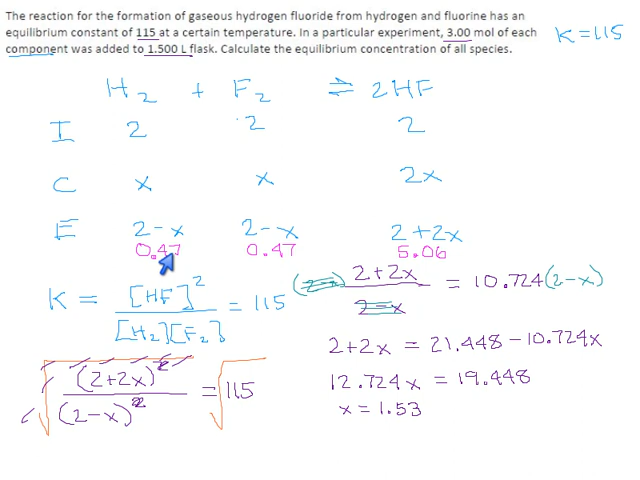 The reaction for the formation of gaseous hydrogen fluoride from hydrogen and fluorine has an
equilibrium constant of 115 at a certain temperature. In a particular experiment, 3.00 mol of each
component was added to 1.500 L flask. Calculate the equilibrium concentration of all species.
K = 115
H₂ + F₂ ⇌ 2HF
I 2 2 2
C x x 2x
E 2-x 2-x 2+2x
0.47 0.47 5.06
K = [HF]² / [H₂][F₂] = 115
√((2+2x)² / (2-x)²) = √115
(2-x) (2+2x) / (2-x) = 10.724(2-x)
2+2x = 21.448 - 10.724x
12.724x = 19.448
x = 1.53